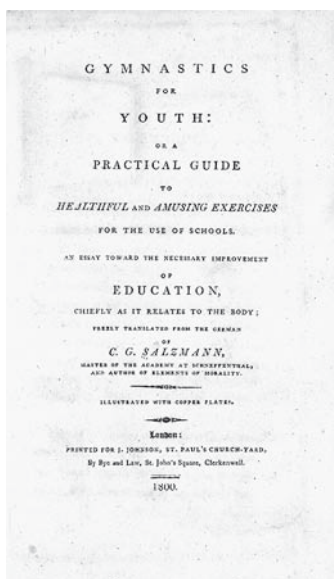 GYMNASTICS
FOR
YOUTH:
OR A
PRACTICAL GUIDE
TO
HEALTHFUL AND AMUSING EXERCISES
FOR THE USE OF SCHOOLS.
AN ESSAY TOWARD THE NECESSARY IMPROVEMENT
OF
EDUCATION,
CHIEFLY AS IT RELATES TO THE BODY;
FREELY TRANSLATED FROM THE GERMAN
OF
C. G. SALZMANN,
MASTER OF THE ACADEMY AT SCHNEPFENTHAL,
AND AUTHOR OF ELEMENTS OF MORALITY.
ILLUSTRATED WITH COPPER PLATES.
London:
PRINTED FOR J. JOHNSON, ST. PAUL'S CHURCH-YARD,
By Bye and Law, St. John's Square, Clerkenwell.
1800.